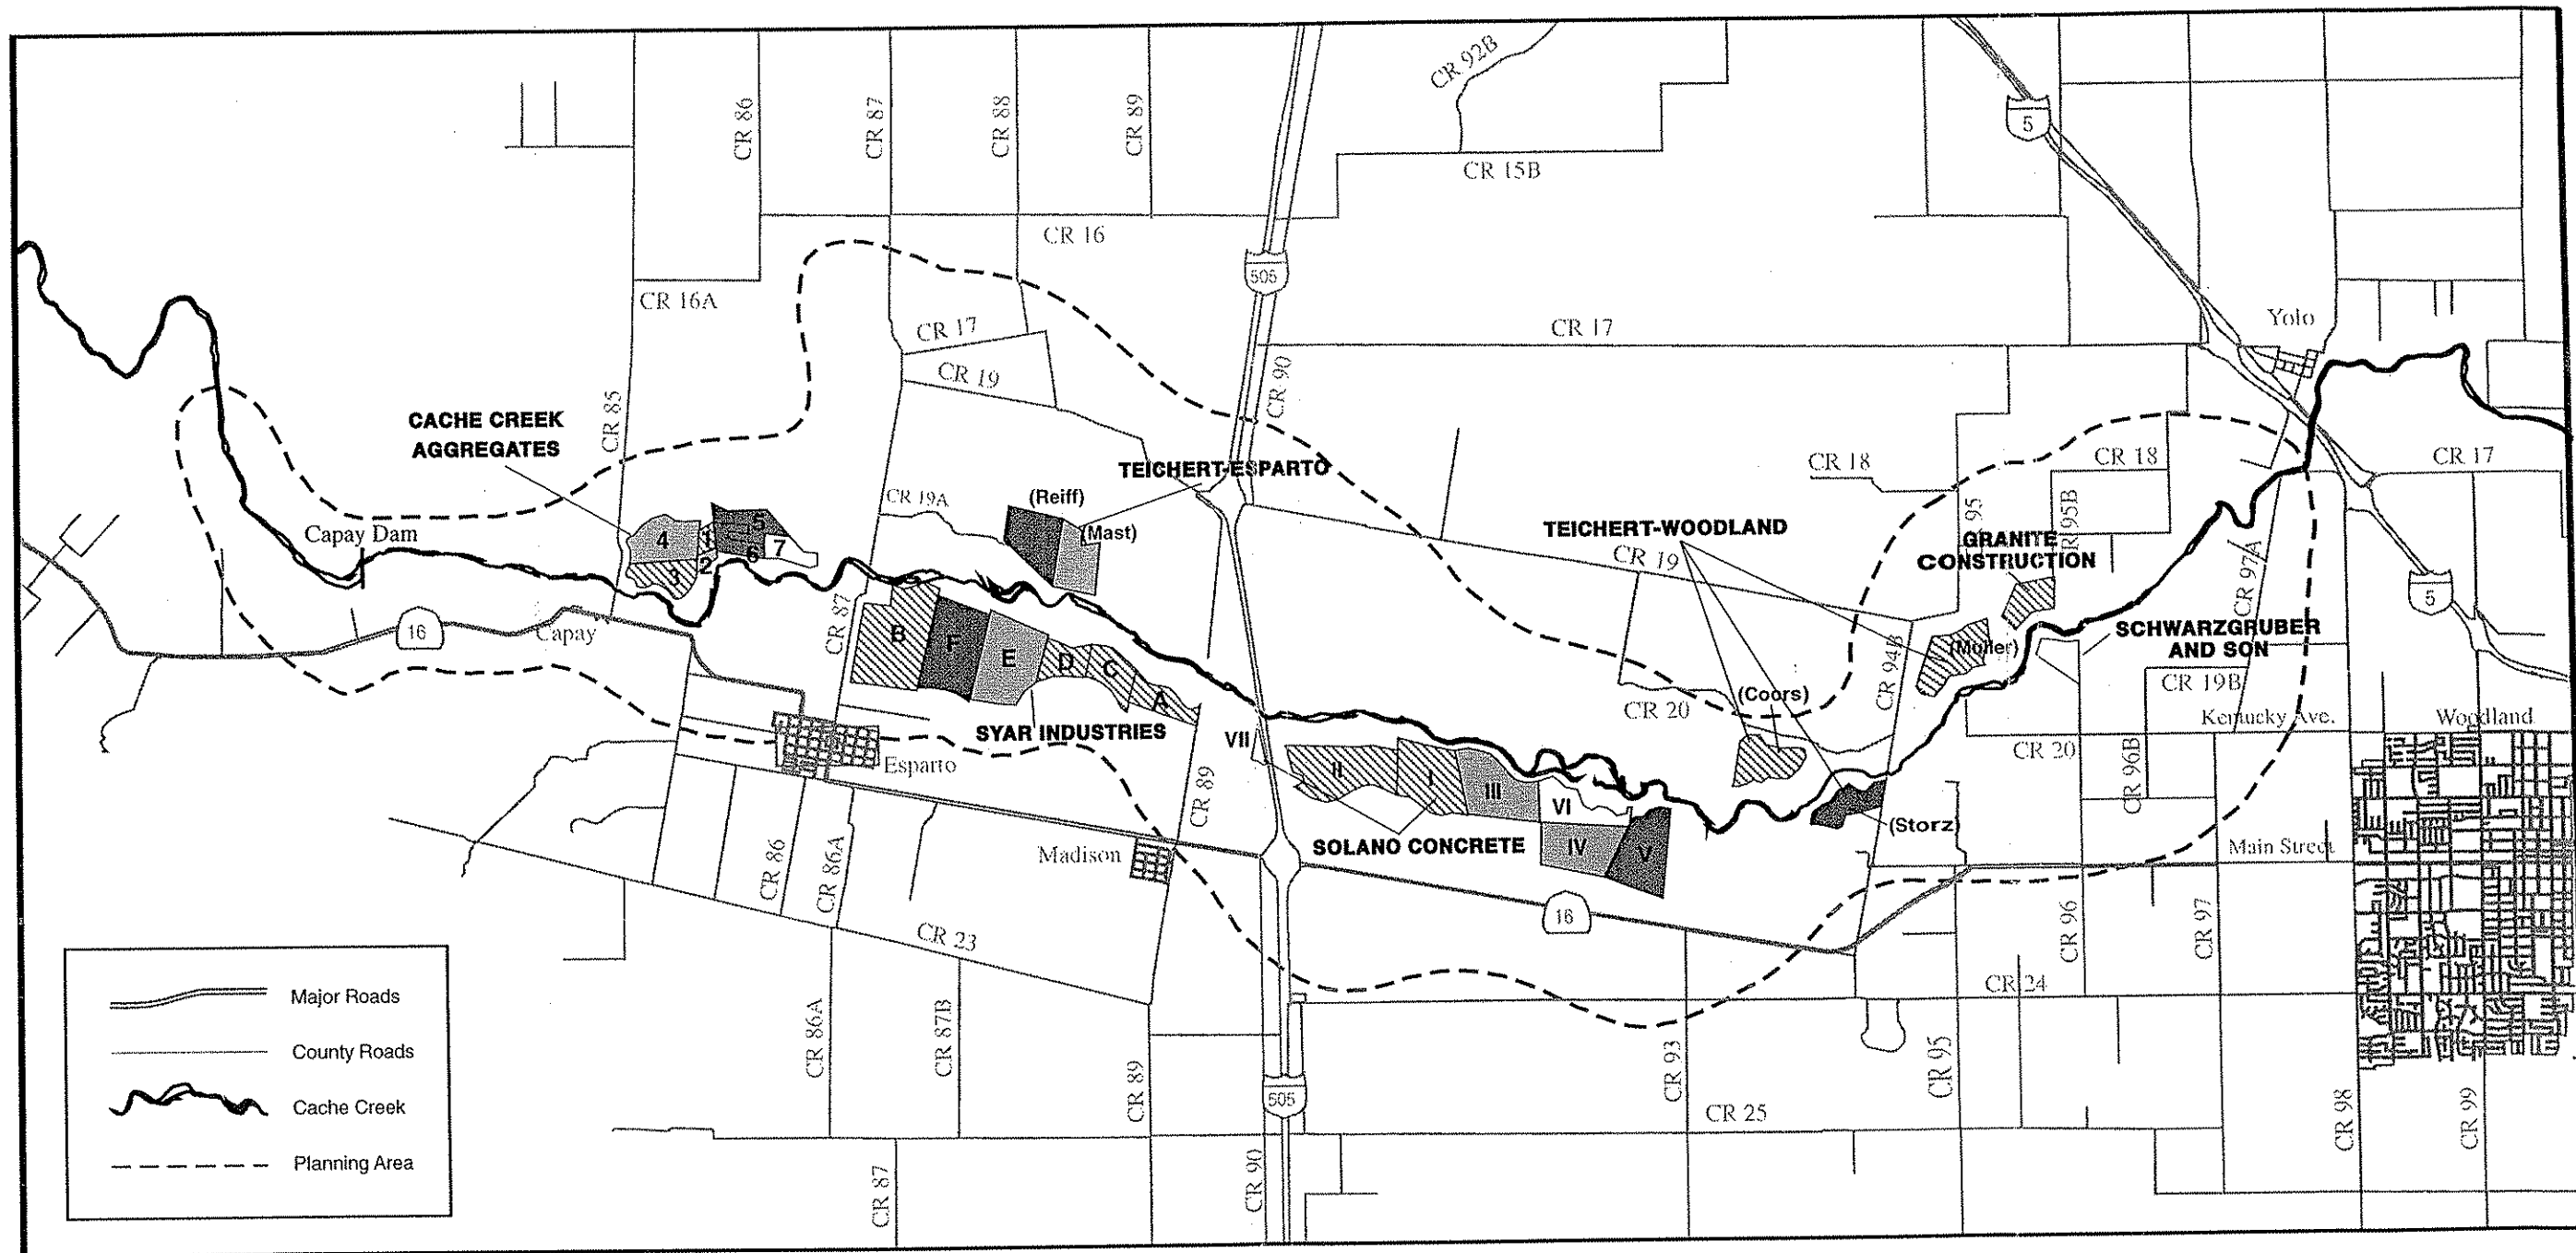 CR 92B
CR 86
CR 87
CR 88
CR 89
5
CR 15B
CR 16
505
CR 16A
CR 17
CR 17
Yolo
CR 19
CR 90
CR 85
CACHE CREEK
AGGREGATES
TEICHERT-ESPARTO
CR 18
CR 18
CR 17
(Reiff)
CR 19A
(Mast)
CR 95B
95
Capay Dam
TEICHERT-WOODLAND
CR 19
GRANITE
CONSTRUCTION
CR 97A
4
1
5
6
7
2
3
5
16
Capay
CR 87
B
F
E
D
C
A
SCHWARZGRUBER
AND SON
(Muller)
CR 94B
CR 19B
(Coors)
CR 20
Kentucky Ave.
Woodland
SYAR INDUSTRIES
VII
CR 20
CR 96B
Esparto
CR 89
II
I
III
VI
IV
V
(Storz)
SOLANO CONCRETE
Madison
Main Street
CR 86
CR 86A
16
CR 23
CR 96
CR 97
CR 24
Major Roads
County Roads
Cache Creek
Planning Area
CR 86A
CR 87B
CR 89
505
CR 93
CR 95
CR 25
CR 98
CR 99
CR 87
CR 90